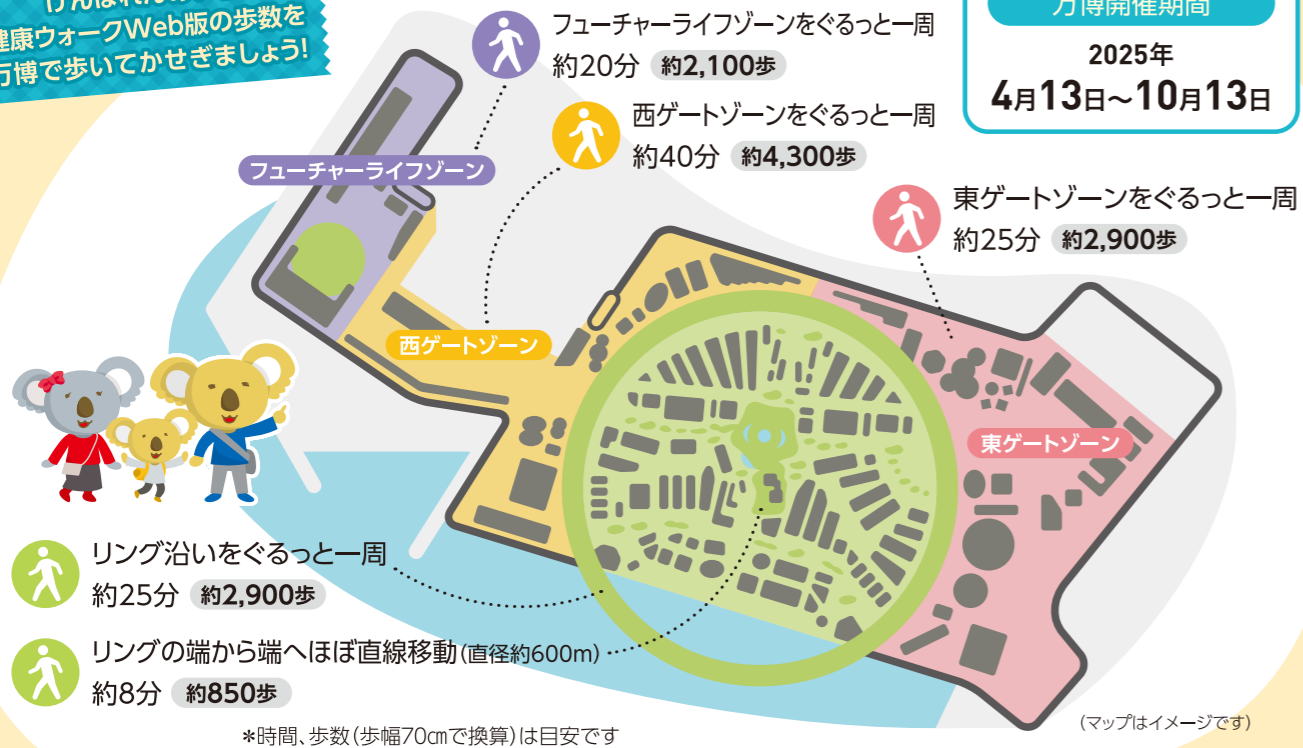 健康ウォークWeb版の歩数を
万博で歩いてかせぎましょう!
フューチャーライフゾーンをぐるっと一周
約20分 約2,100歩
西ゲートゾーンをぐるっと一周
約40分 約4,300歩
万博開催期間
2025年
4月13日〜10月13日
東ゲートゾーンをぐるっと一周
約25分 約2,900歩
フューチャーライフゾーン
西ゲートゾーン
東ゲートゾーン
リング沿いをぐるっと一周
約25分 約2,900歩
リングの端から端へほぼ直線移動(直径約600m)
約8分 約850歩
*時間、歩数(歩幅70cmで換算)は目安です
(マップはイメージです)